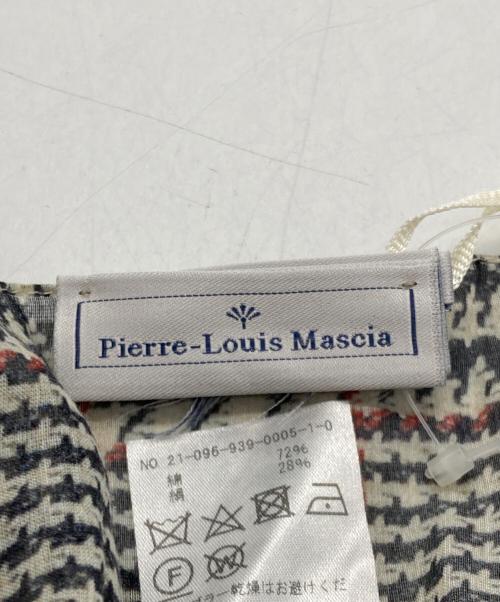 Pierre-Louis Mascia
NO. 21-096-939-0005-1-0
綿 72%
絹 28%
F
W
乾燥はお避けくだ